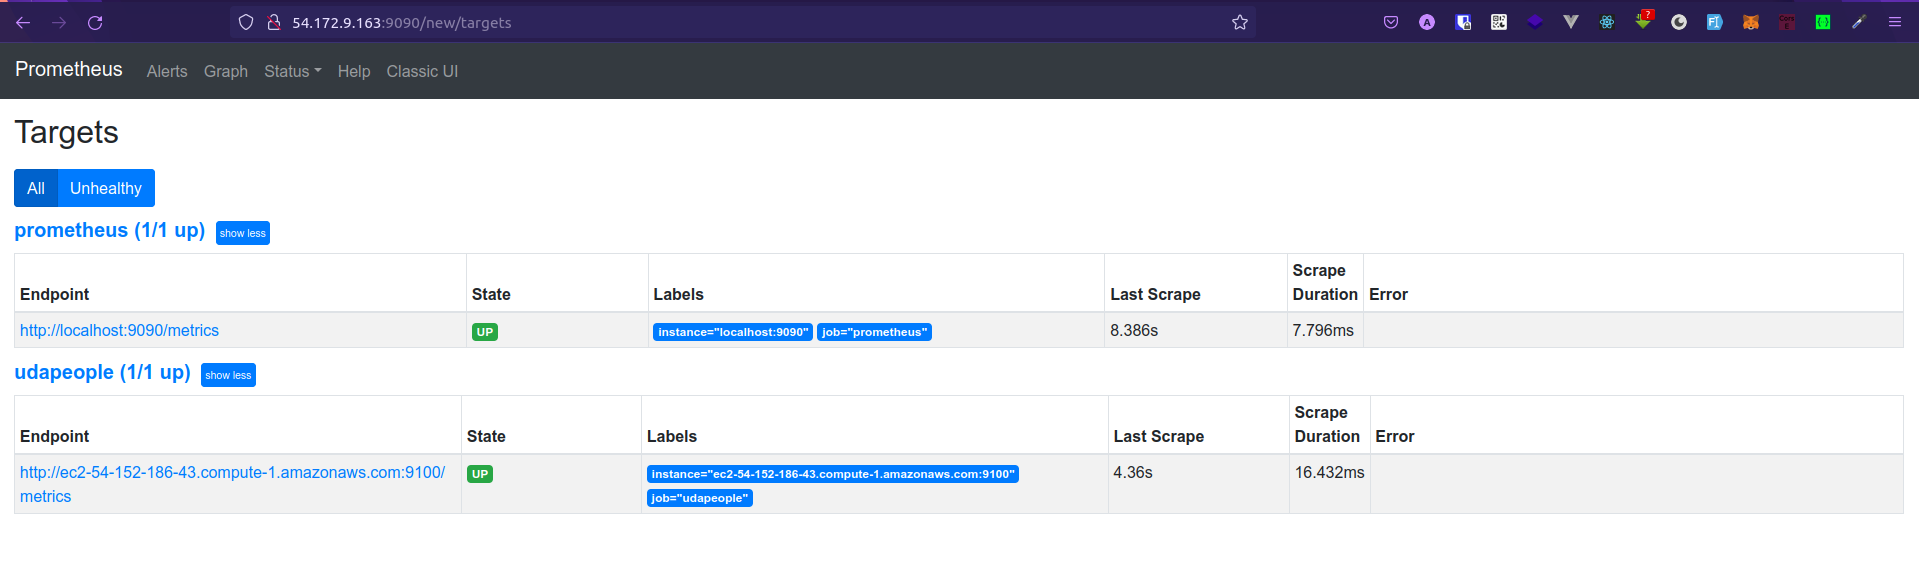 54.172.9.163:9090/new/targets
Prometheus Alerts Graph Status Help Classic UI
Targets
All Unhealthy
prometheus (1/1 up) show less
Endpoint State Labels Last Scrape Scrape Duration Error
http://localhost:9090/metrics UP instance="localhost:9090" job="prometheus" 8.386s 7.796ms
udapeople (1/1 up) show less
Endpoint State Labels Last Scrape Scrape Duration Error
http://ec2-54-152-186-43.compute-1.amazonaws.com:9100/ UP instance="ec2-54-152-186-43.compute-1.amazonaws.com:9100" 4.36s 16.432ms
metrics job="udapeople"